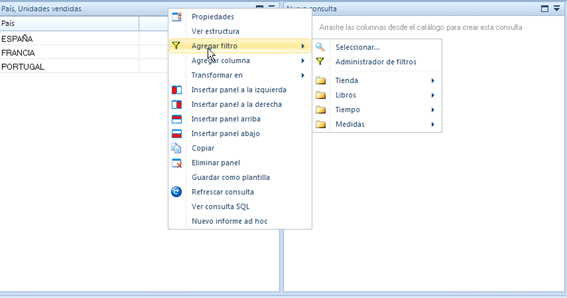 País, Unidades vendidas
País
ESPAÑA
FRANCIA
PORTUGAL
Propiedades
Ver estructura
Agregar filtro
Agregar columna
Transformar en
Insertar panel a la izquierda
Insertar panel a la derecha
Insertar panel arriba
Insertar panel abajo
Copiar
Eliminar panel
Guardar como plantilla
Refrescar consulta
Ver consulta SQL
Nuevo informe ad hoc
consulta
Arrastre las columnas desde el catálogo para crear esta consulta
Seleccionar...
Administrador de filtros
Tienda
Libros
Tiempo
Medidas